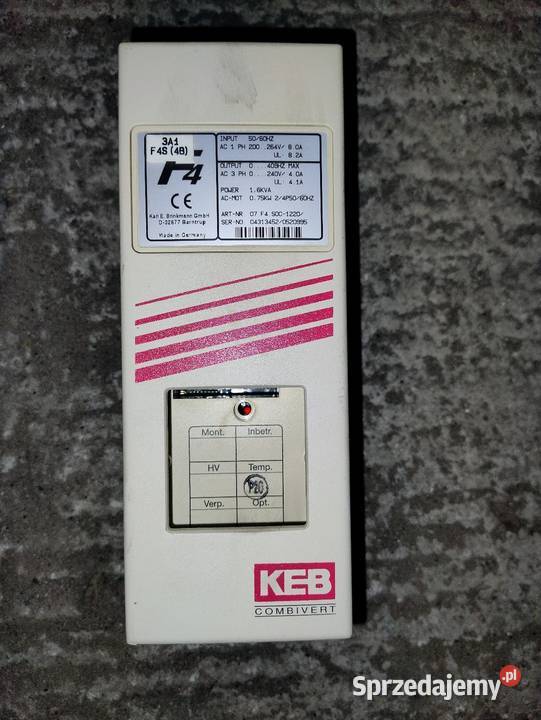 3A1
F4S (4B)
F4
CE
Karl E. Brinkmann GmbH
D-32677 Barntrup
Made in Germany
INPUT 50/60HZ
AC 1 PH 200..264V/ 8.0A
UL: 8.2A
OUTPUT 0... 408HZ MAX
AC 3 PH 0...240V/ 4.0A
UL: 4.1A
POWER 1.6KVA
AC-MOT 0.75KW 2/4P50/60HZ
ART-NR 07.F4.S0C-1220/
SER-NO 04313452/0520995
Mont. Inbetr.
HV Temp.
P20
Verp. Opt.
KEB
COMBIVERT
Sprzedajemy.pl